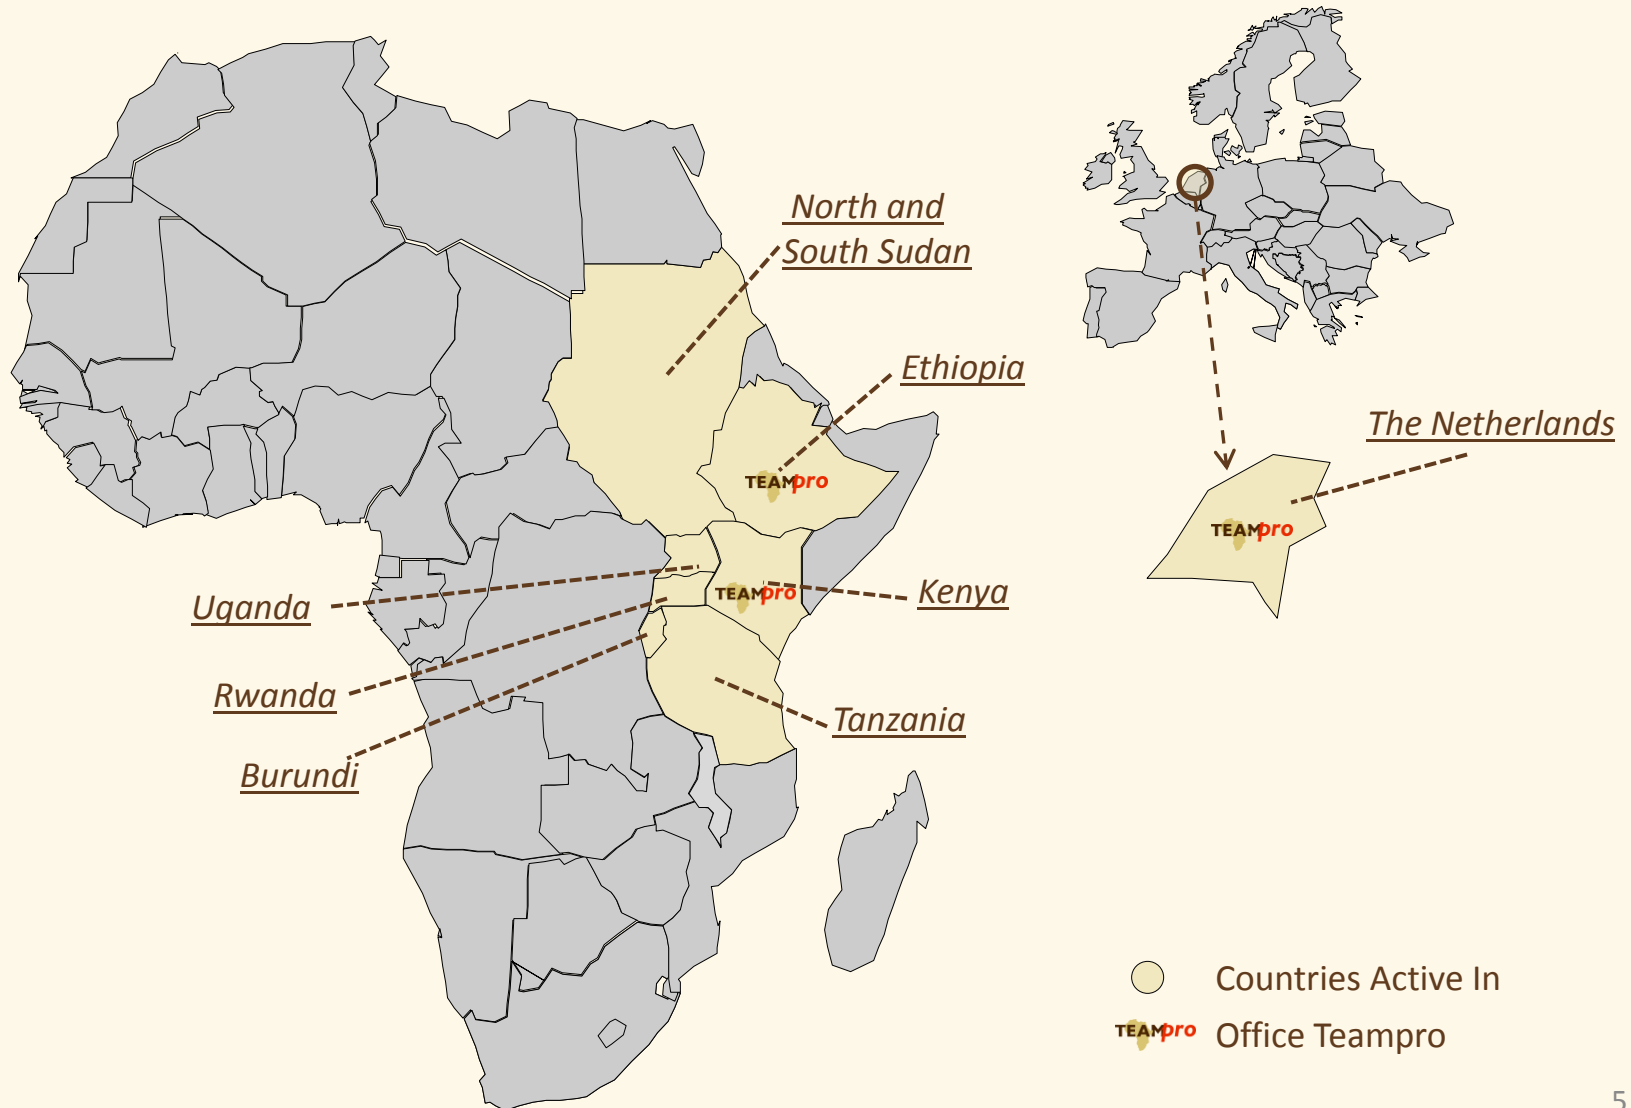 North and
South Sudan
Ethiopia
The Netherlands
TEAMpro
TEAMpro
Uganda
TEAMpro
Kenya
Rwanda
Tanzania
Burundi
Countries Active In
TEAMpro Office Teampro
5